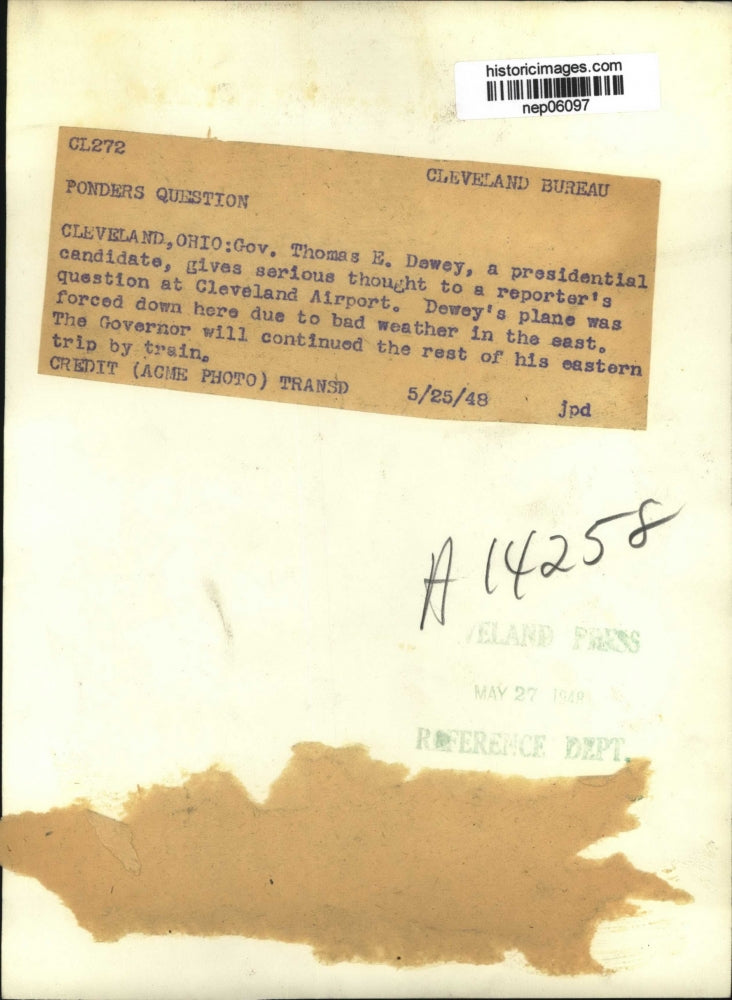 historicimages.com
nep06097
CL272
CLEVELAND BUREAU
PONDERS QUESTION
CLEVELAND,OHIO:Gov. Thomas E. Dewey, a presidential
candidate, gives serious thought to a reporter's
question at Cleveland Airport. Dewey's plane was
forced down here due to bad weather in the east.
The Governor will continued the rest of his eastern
trip by train.
CREDIT (ACME PHOTO) TRANSD 5/25/48 jpd
A 14258
VELAND PRESS
MAY 27 1948
REFERENCE DEPT.